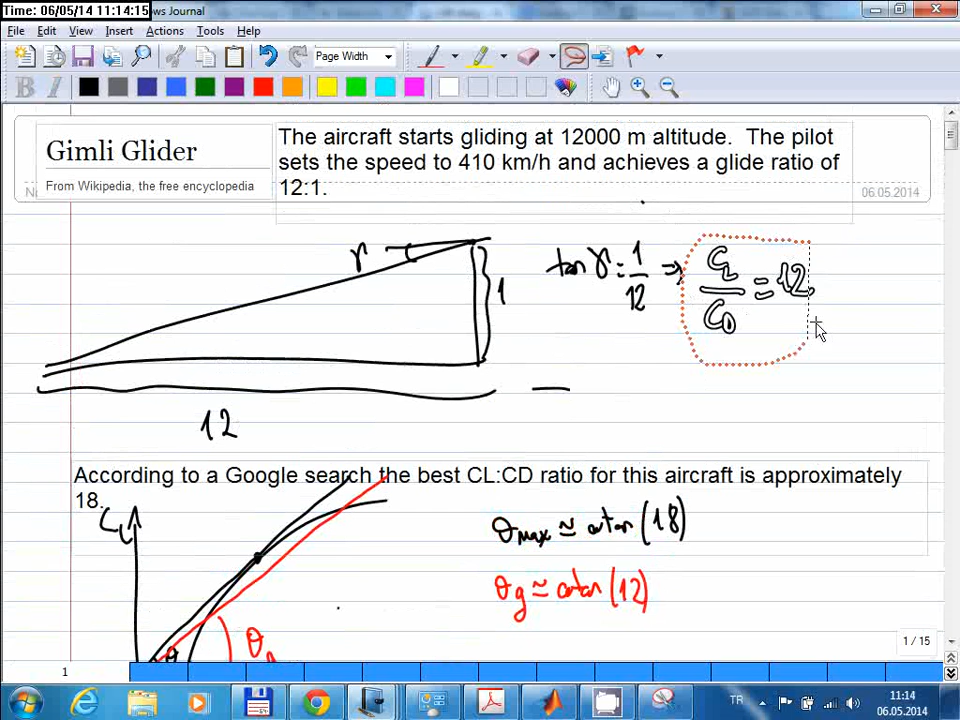 Time: 06/05/14 11:14:15
ws Journal
File Edit View Insert Actions Tools Help
Page Width
B I
Gimli Glider
From Wikipedia, the free encyclopedia
The aircraft starts gliding at 12000 m altitude. The pilot
sets the speed to 410 km/h and achieves a glide ratio of
12:1.
06.05.2014
γ
1
tan γ = 1/12 ⇒ CL/CD = 12
12
According to a Google search the best CL:CD ratio for this aircraft is approximately
18.
CL
θmax ≅ arctan (18)
θg ≅ arctan (12)
θg
1 / 15
1
TR
11:14
06.05.2014